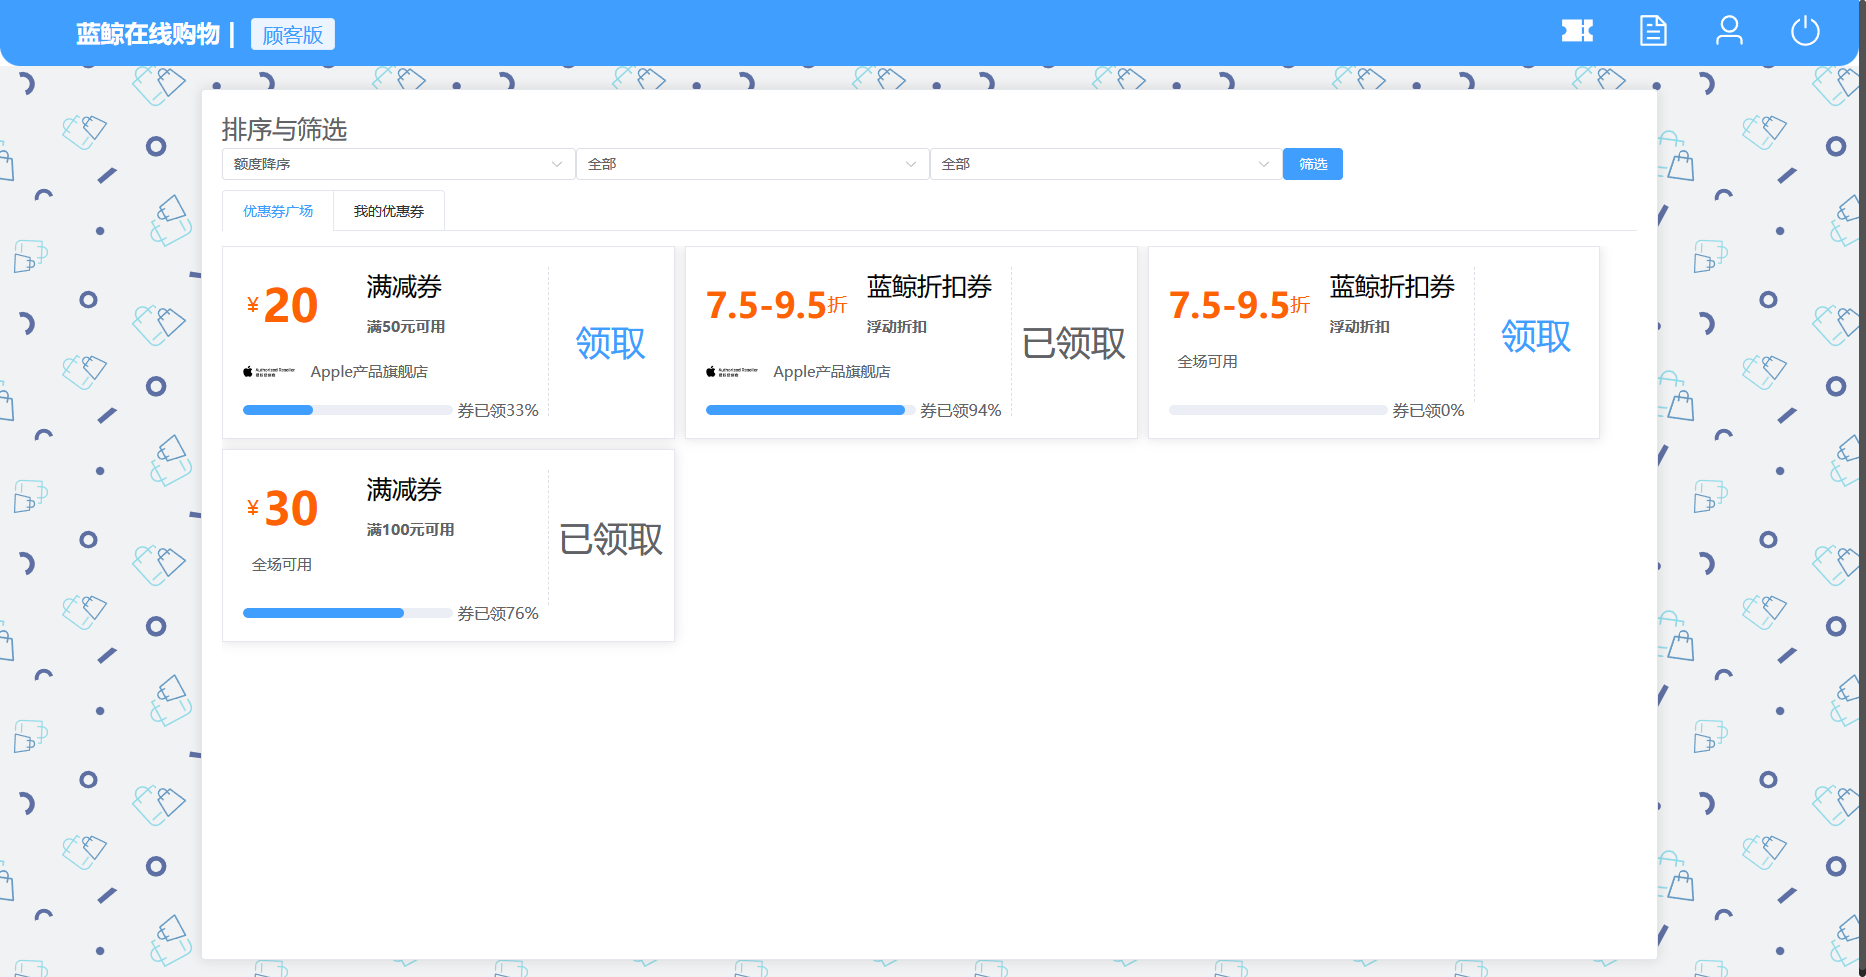 蓝鲸在线购物 | 顾客版
排序与筛选
额度降序 全部 全部 筛选
优惠券广场 我的优惠券
¥20 满减券
满50元可用
Apple产品旗舰店
券已领33%
领取
7.5-9.5折 蓝鲸折扣券
浮动折扣
Apple产品旗舰店
券已领94%
已领取
7.5-9.5折 蓝鲸折扣券
浮动折扣
全场可用
券已领0%
领取
¥30 满减券
满100元可用
全场可用
券已领76%
已领取